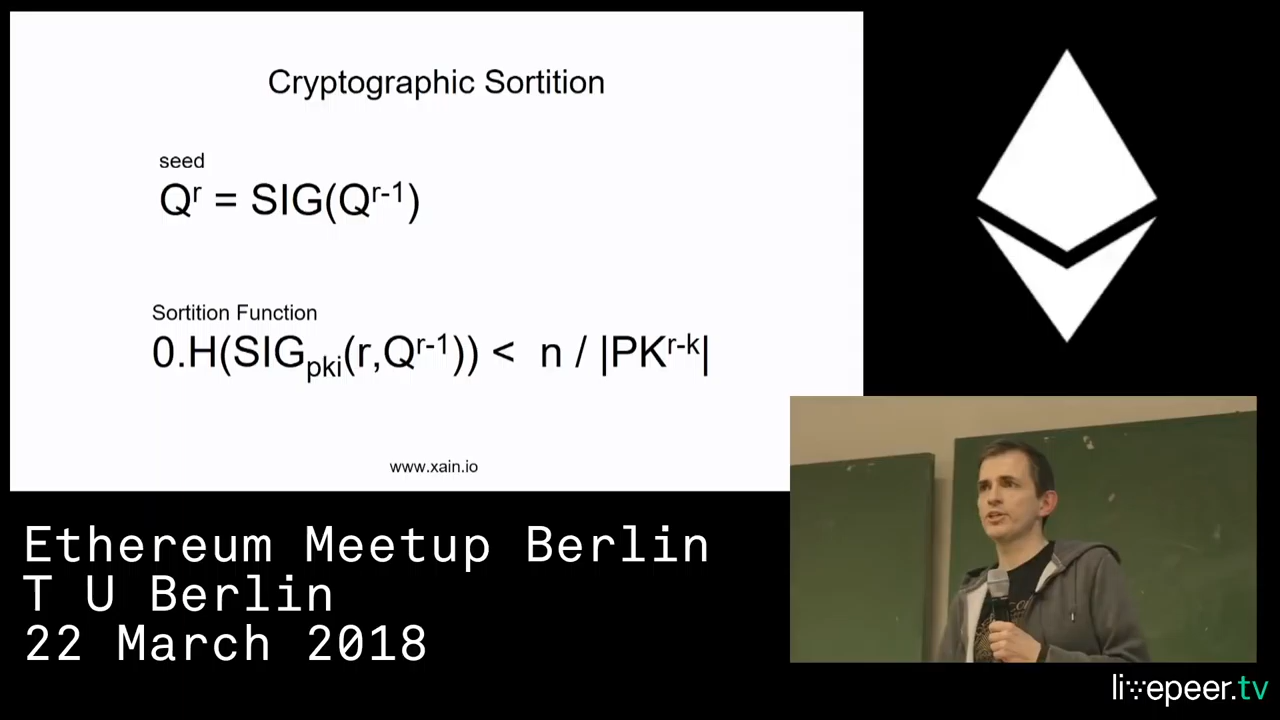 Cryptographic Sortition
seed
Qʳ = SIG(Qʳ⁻¹)
Sortition Function
0.H(SIG_pki(r,Qʳ⁻¹)) < n / |PKʳ⁻ᵏ|
www.xain.io
Ethereum Meetup Berlin
T U Berlin
22 March 2018
livepeer.tv